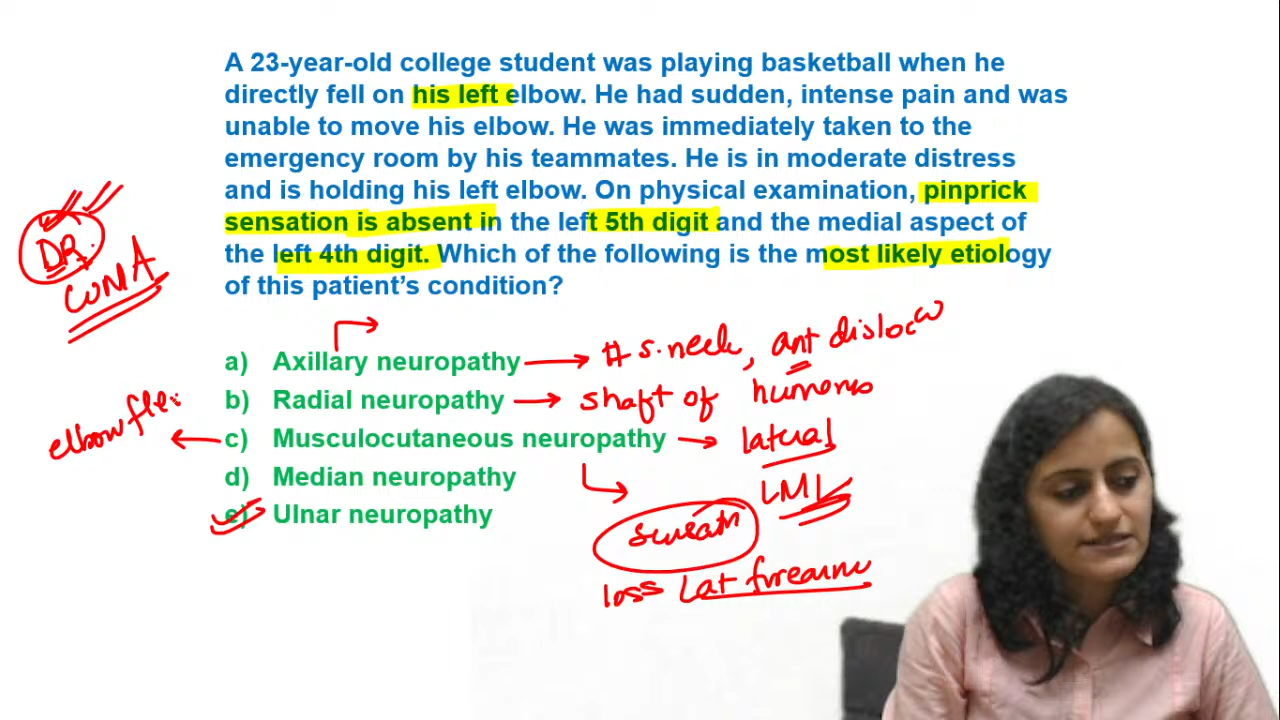 A 23-year-old college student was playing basketball when he
directly fell on his left elbow. He had sudden, intense pain and was
unable to move his elbow. He was immediately taken to the
emergency room by his teammates. He is in moderate distress
and is holding his left elbow. On physical examination, pinprick
sensation is absent in the left 5th digit and the medial aspect of
the left 4th digit. Which of the following is the most likely etiology
of this patient's condition?
DR.
CUMA
a) Axillary neuropathy → # s.neck, ant disloca
b) Radial neuropathy → shaft of humerus
elbow flex ← c) Musculocutaneous neuropathy → lateral
d) Median neuropathy
LML
e) Ulnar neuropathy
loss Lat forearm